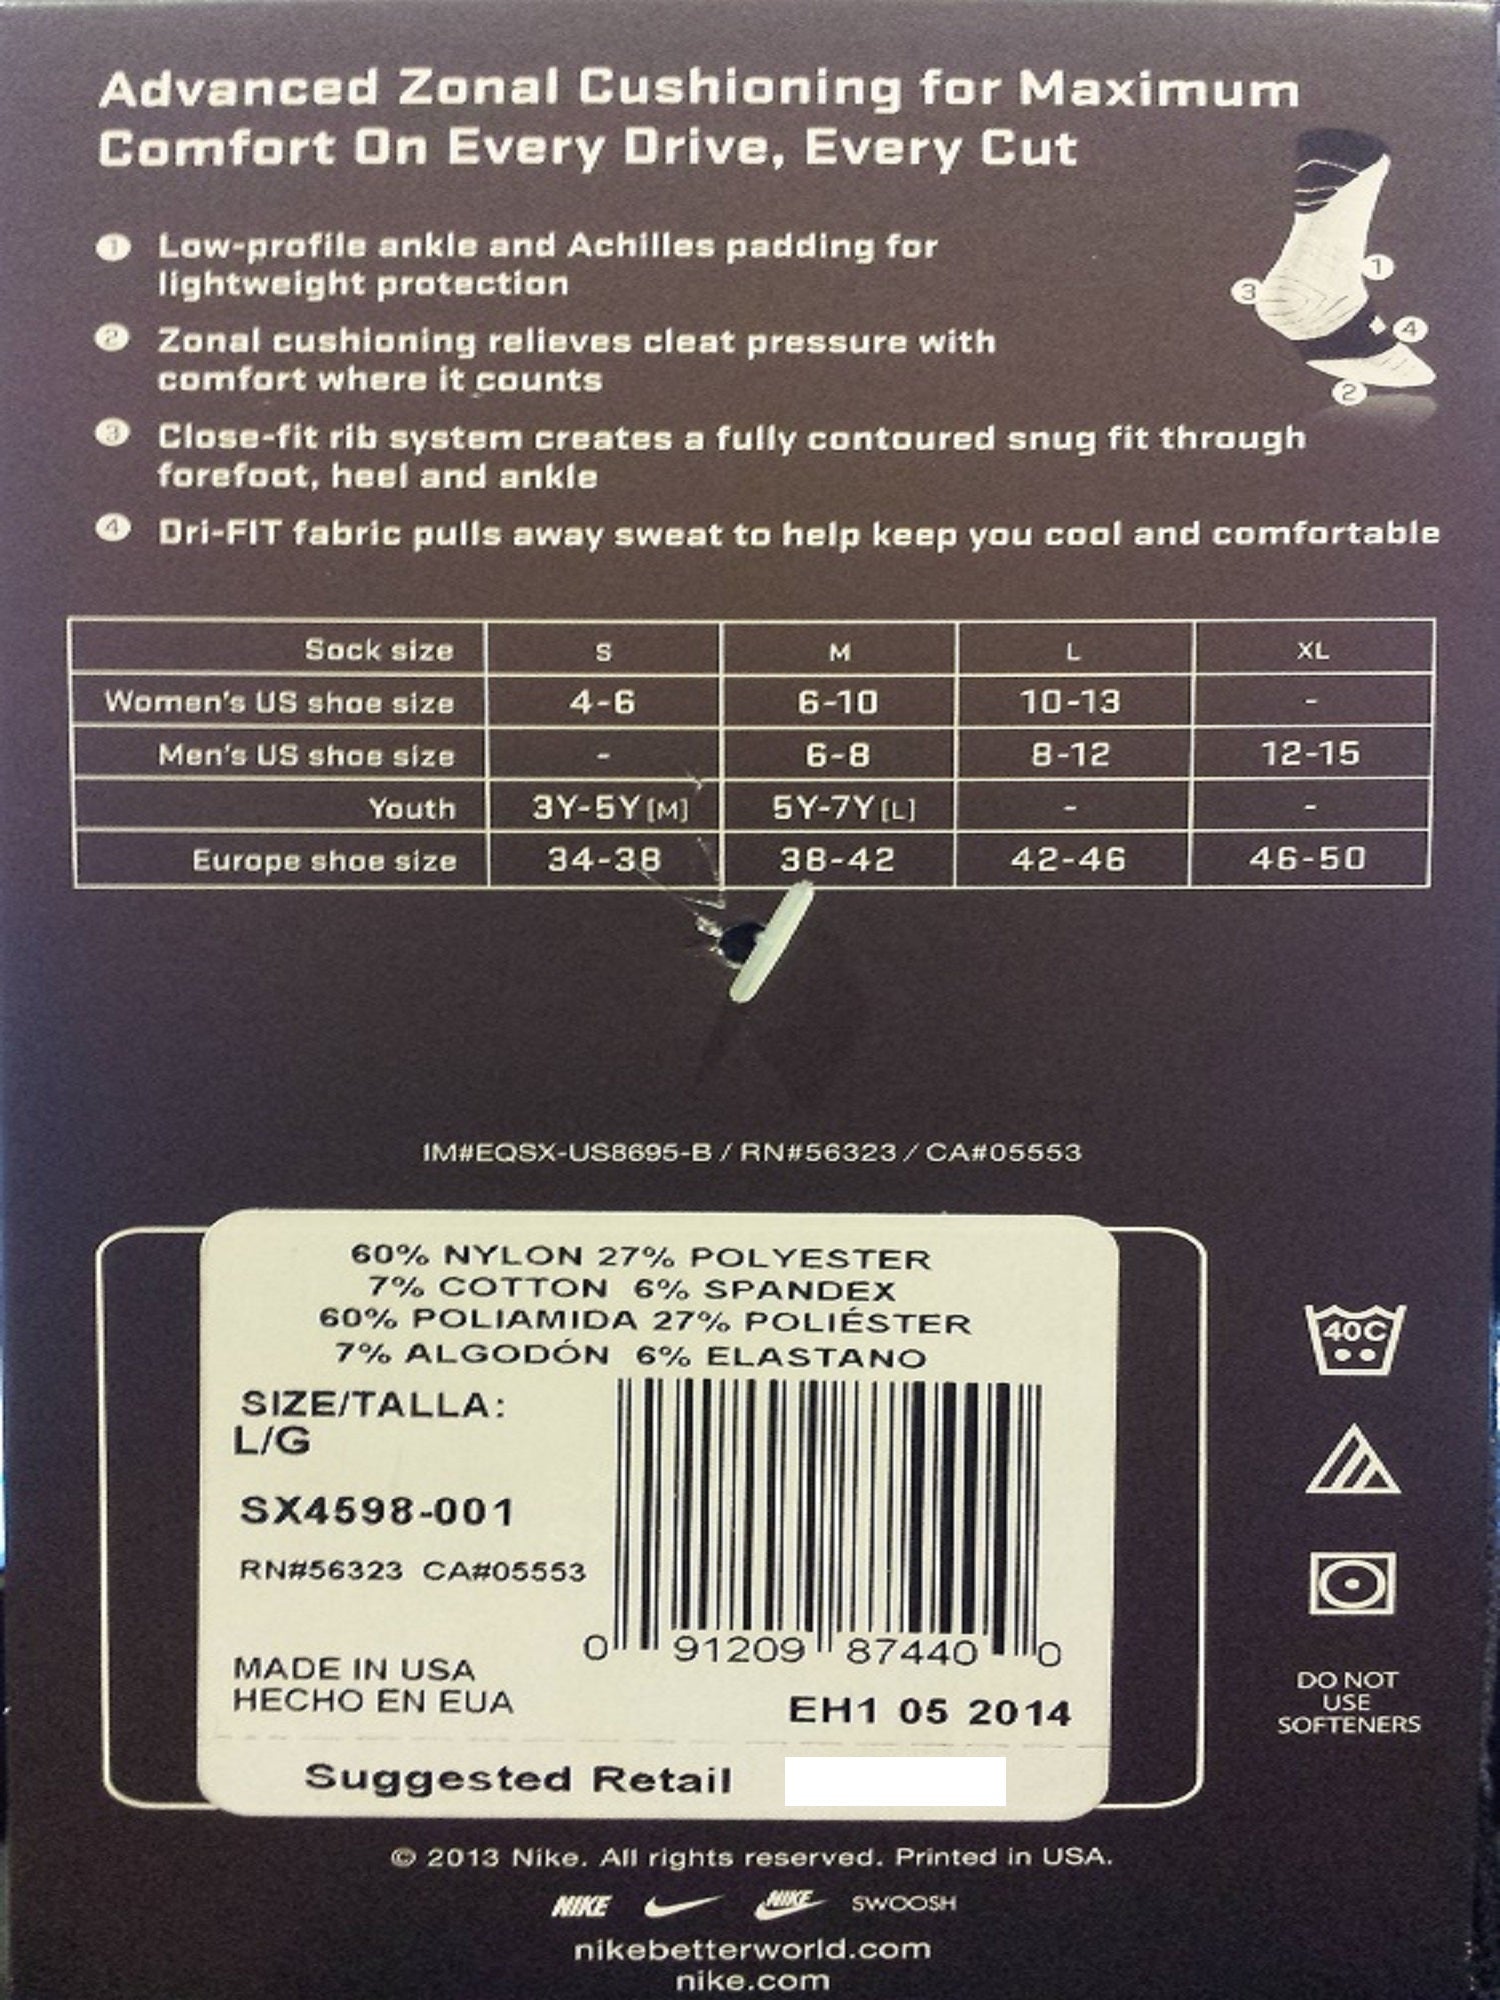 Advanced Zonal Cushioning for Maximum
Comfort On Every Drive, Every Cut
1 Low-profile ankle and Achilles padding for
lightweight protection
2 Zonal cushioning relieves cleat pressure with
comfort where it counts
3 Close-fit rib system creates a fully contoured snug fit through
forefoot, heel and ankle
4 Dri-FIT fabric pulls away sweat to help keep you cool and comfortable
1
3
4
2
Sock size S M L XL
Women's US shoe size 4-6 6-10 10-13 -
Men's US shoe size - 6-8 8-12 12-15
Youth 3Y-5Y [M] 5Y-7Y [L] - -
Europe shoe size 34-38 38-42 42-46 46-50
IM#EQSX-US8695-B / RN#56323 / CA#05553
60% NYLON 27% POLYESTER
7% COTTON 6% SPANDEX
60% POLIAMIDA 27% POLIÉSTER
7% ALGODÓN 6% ELASTANO
SIZE/TALLA:
L/G
SX4598-001
RN#56323 CA#05553
0 91209 87440 0
MADE IN USA
HECHO EN EUA
EH1 05 2014
Suggested Retail
40C
DO NOT
USE
SOFTENERS
© 2013 Nike. All rights reserved. Printed in USA.
NIKE NIKE SWOOSH
nikebetterworld.com
nike.com